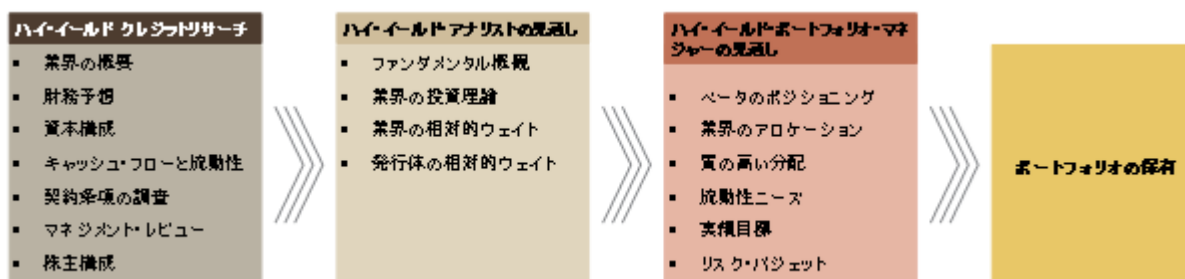 ハイ・イールド クレジットリサーチ
▪ 業界の概要
▪ 財務予想
▪ 資本構成
▪ キャッシュ・フローと流動性
▪ 契約条項の調査
▪ マネジメント・レビュー
▪ 株主構成
ハイ・イールド アナリストの見通し
▪ ファンダメンタル概観
▪ 業界の投資理論
▪ 業界の相対的ウェイト
▪ 発行体の相対的ウェイト
ハイ・イールド・ポートフォリオ・マネ
ジャーの見通し
▪ ベータのポジショニング
▪ 業界のアロケーション
▪ 質の高い分配
▪ 流動性ニーズ
▪ 実績目標
▪ リスク・バジェット
ポートフォリオの保有